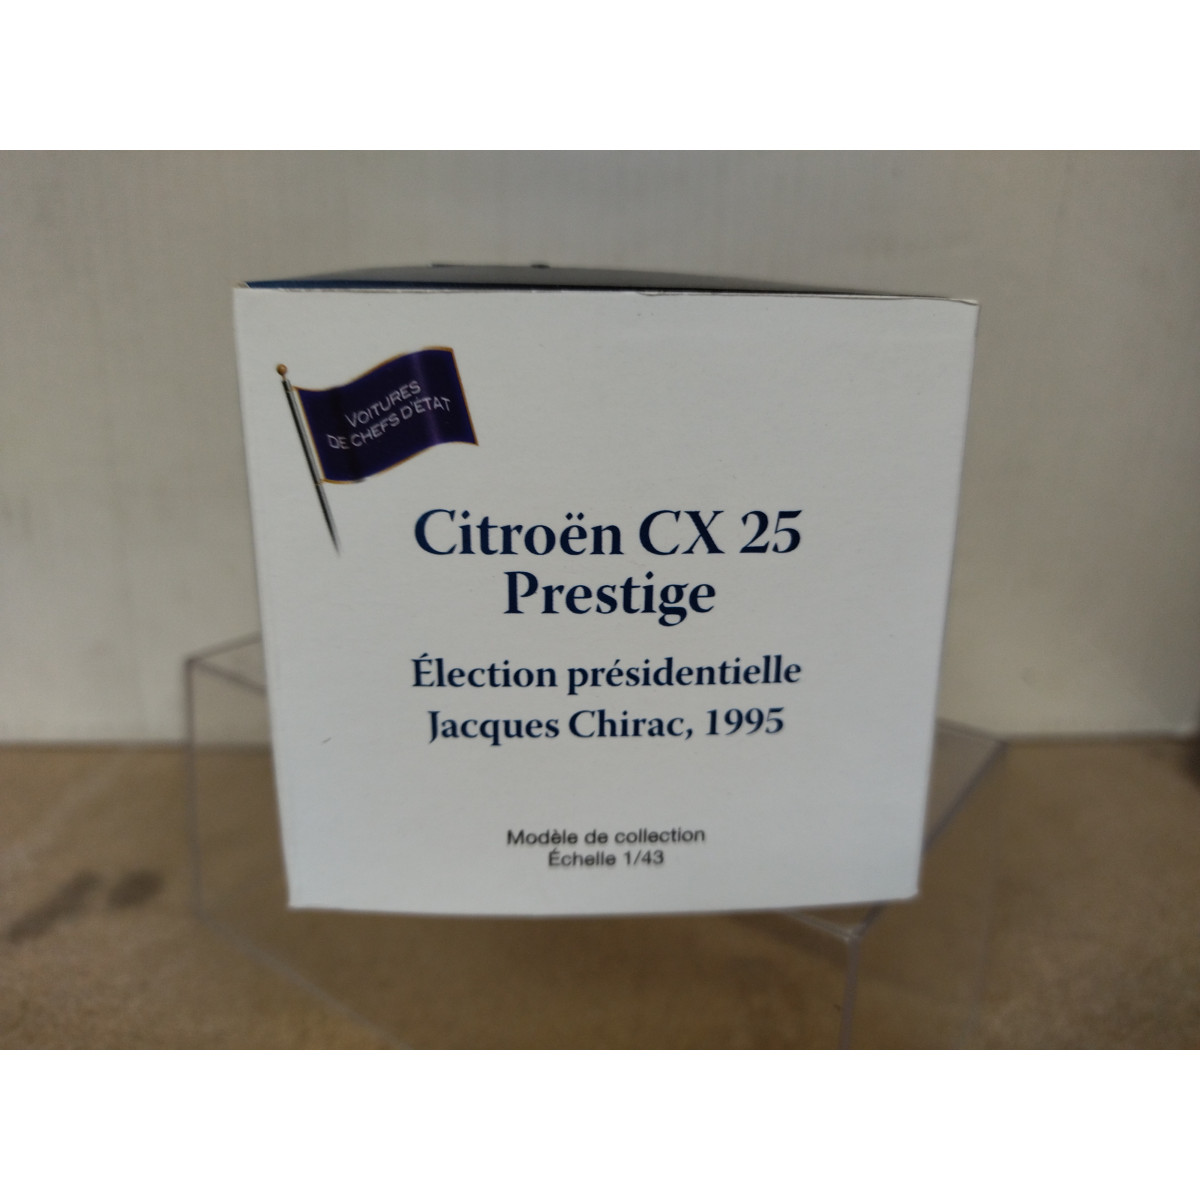 VOITURES
DE CHEFS D'ÉTAT
Citroën CX 25
Prestige
Élection présidentielle
Jacques Chirac, 1995
Modèle de collection
Échelle 1/43